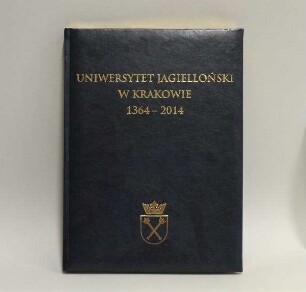 UNIWERSYTET JAGIELLOŃSKI
W KRAKOWIE
1364 – 2014